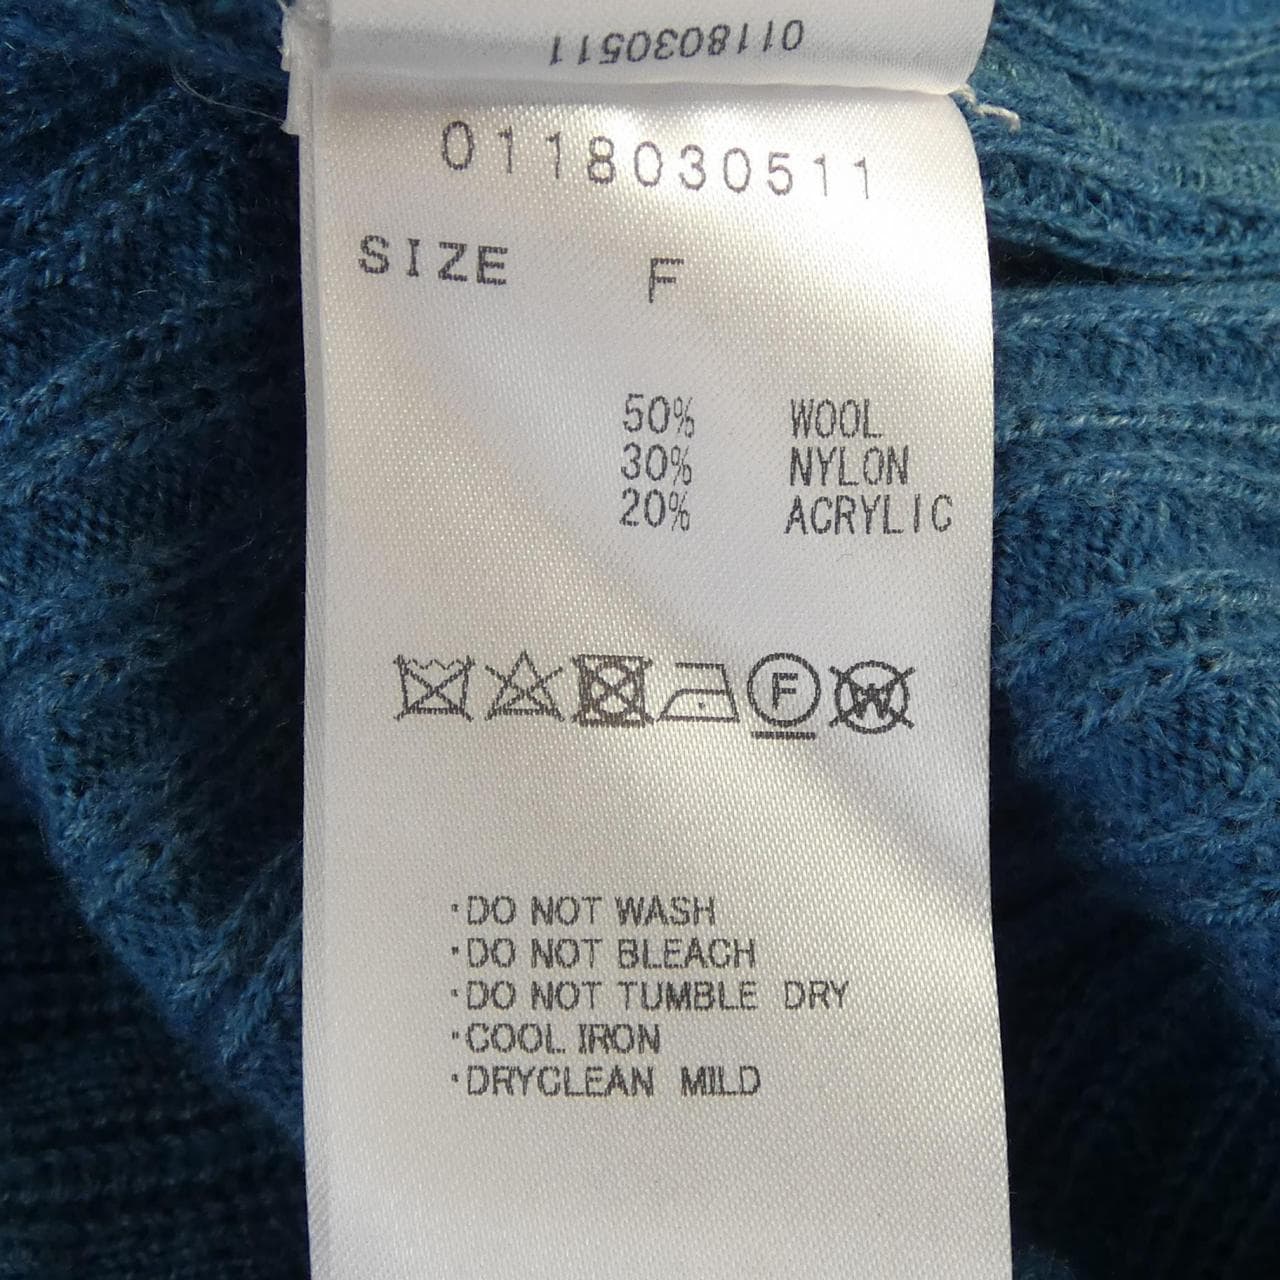 0118030511
0118030511
SIZE F
50% WOOL
30% NYLON
20% ACRYLIC
F W
·DO NOT WASH
·DO NOT BLEACH
·DO NOT TUMBLE DRY
·COOL IRON
·DRYCLEAN MILD